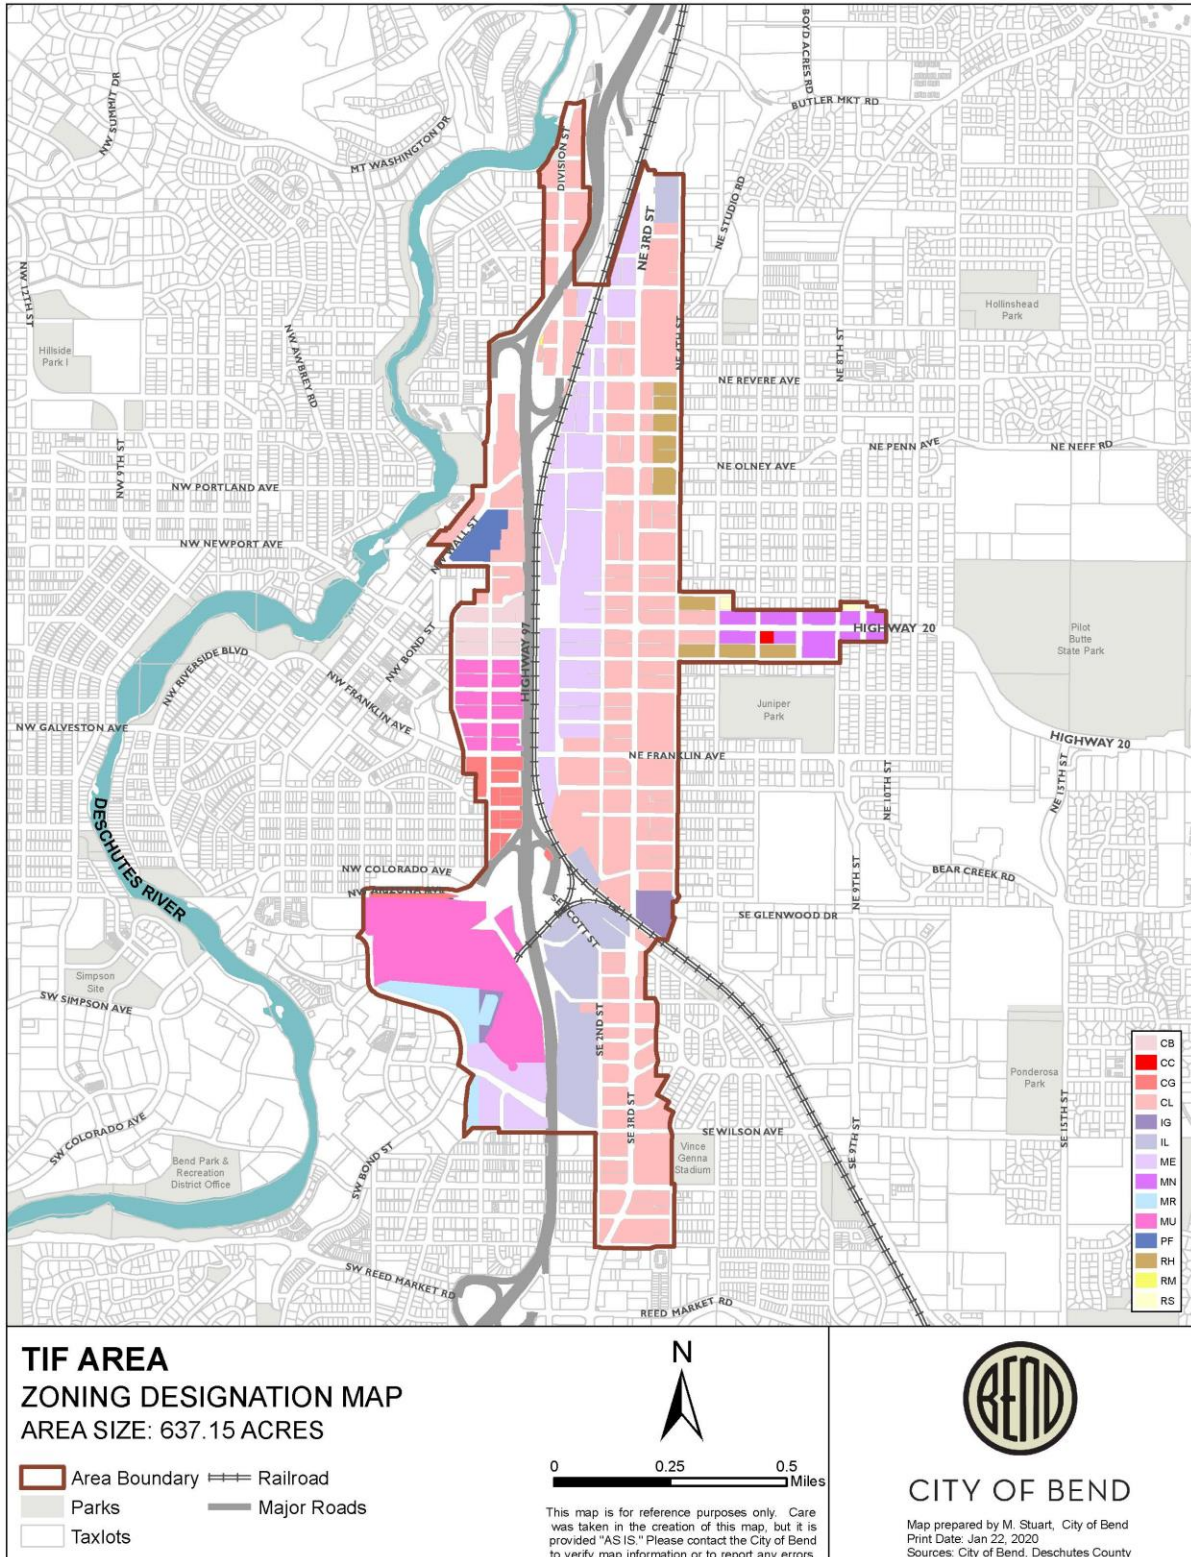 BOYD ACRES RD
BUTLER MKT RD
NW SUMMIT DR
MT WASHINGTON DR
DIVISION ST
NE STUDIO RD
NE 3RD ST
NW 12TH ST
Hillside
Park I
NW AWBREY RD
Hollinshead
Park
NE 4TH ST
NE 8TH ST
NE REVERE AVE
NW 9TH ST
NE PENN AVE
NE NEFF RD
NE OLNEY AVE
NW PORTLAND AVE
NW WALL ST
NW NEWPORT AVE
HIGHWAY 20
Pilot
Butte
State Park
NW BOND ST
HIGHWAY 97
NW RIVERSIDE BLVD
NW FRANKLIN AVE
Juniper
Park
NW GALVESTON AVE
HIGHWAY 20
NE FRANKLIN AVE
NE 10TH ST
NE 15TH ST
DESCHUTES RIVER
NW COLORADO AVE
BEAR CREEK RD
NW ARIZONA AVE
NE 9TH ST
SE SCOTT ST
SE GLENWOOD DR
Simpson
Site
SW SIMPSON AVE
SE 2ND ST
Ponderosa
Park
SE 3RD ST
SW COLORADO AVE
SE WILSON AVE
SE 9TH ST
SE 15TH ST
Vince
Genna
Stadium
Bend Park &
Recreation
District Office
SW BOND ST
SW REED MARKET RD
REED MARKET RD
CB
CC
CG
CL
IG
IL
ME
MN
MR
MU
PF
RH
RM
RS
TIF AREA
ZONING DESIGNATION MAP
AREA SIZE: 637.15 ACRES
Area Boundary
Railroad
Parks
Major Roads
Taxlots
N
0 0.25 0.5
Miles
This map is for reference purposes only. Care
was taken in the creation of this map, but it is
provided "AS IS." Please contact the City of Bend
to verify map information or to report any errors.
BEND
CITY OF BEND
Map prepared by M. Stuart, City of Bend
Print Date: Jan 22, 2020
Sources: City of Bend, Deschutes County